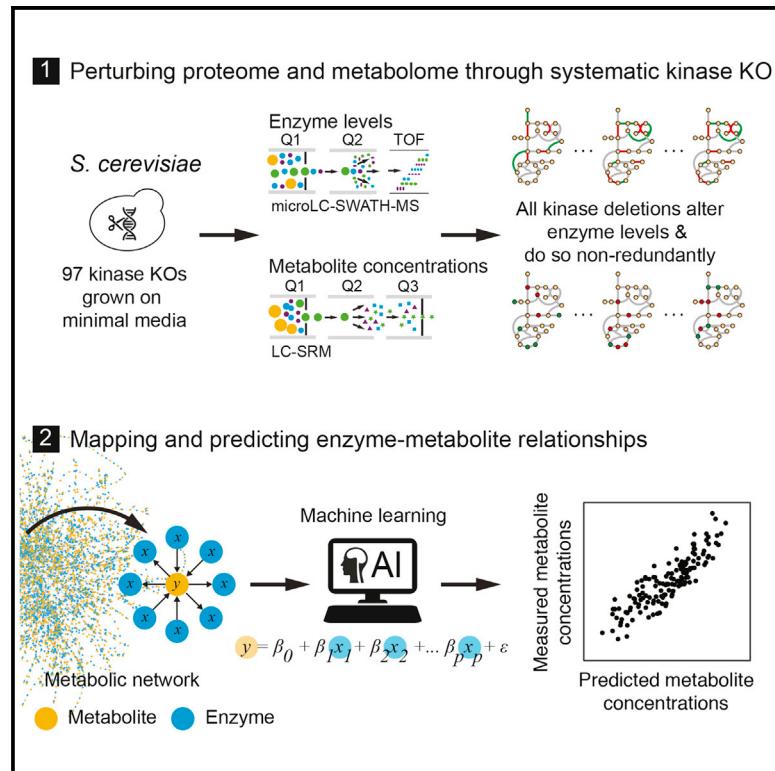 1 Perturbing proteome and metabolome through systematic kinase KO
S. cerevisiae
97 kinase KOs
grown on
minimal media
Enzyme levels
Q1 Q2 TOF
microLC-SWATH-MS
Metabolite concentrations
Q1 Q2 Q3
LC-SRM
... ...
All kinase deletions alter
enzyme levels &
do so non-redundantly
... ...
2 Mapping and predicting enzyme-metabolite relationships
x
x x
x y x
x x
x
Metabolic network
Metabolite Enzyme
Machine learning
AI
y = β0 + β1x1 + β2x2 + ... βpxp + ε
Measured metabolite
concentrations
Predicted metabolite
concentrations